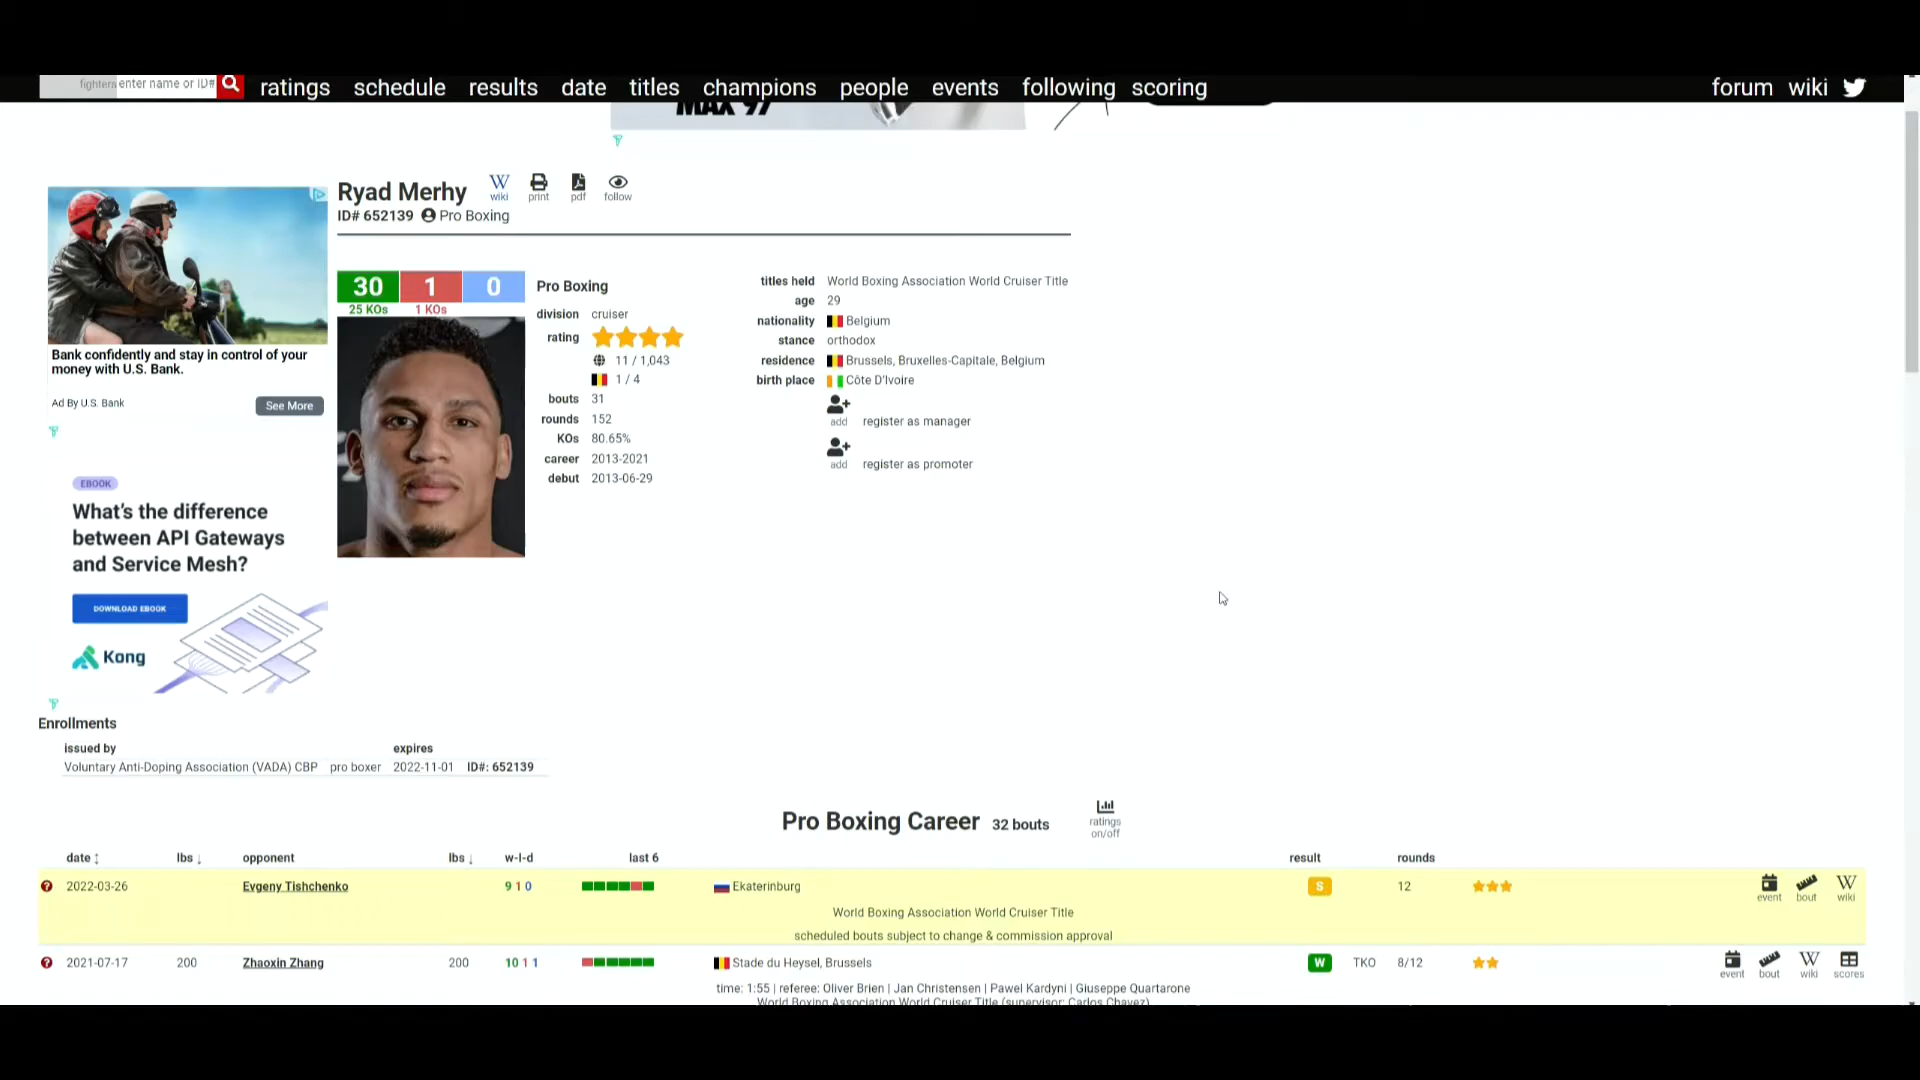 fighters enter name or ID# ratings schedule results date titles champions people events following scoring forum wiki
MAX 97
Ryad Merhy wiki print pdf follow
ID# 652139 Pro Boxing
30 1 0
25 KOs 1 KOs
Pro Boxing
division cruiser
rating
11 / 1,043
1 / 4
bouts 31
rounds 152
KOs 80.65%
career 2013-2021
debut 2013-06-29
titles held World Boxing Association World Cruiser Title
age 29
nationality Belgium
stance orthodox
residence Brussels, Bruxelles-Capitale, Belgium
birth place Côte D'Ivoire
add register as manager
add register as promoter
Bank confidently and stay in control of your
money with U.S. Bank.
Ad By U.S. Bank See More
EBOOK
What's the difference
between API Gateways
and Service Mesh?
DOWNLOAD EBOOK
Kong
Enrollments
issued by expires
Voluntary Anti-Doping Association (VADA) CBP pro boxer 2022-11-01 ID#: 652139
Pro Boxing Career 32 bouts ratings on/off
date lbs opponent lbs w-l-d last 6 result rounds
2022-03-26 Evgeny Tishchenko 9 1 0 Ekaterinburg S 12 event bout wiki
World Boxing Association World Cruiser Title
scheduled bouts subject to change & commission approval
2021-07-17 200 Zhaoxin Zhang 200 10 1 1 Stade du Heysel, Brussels W TKO 8/12 event bout wiki scores
time: 1:55 | referee: Oliver Brien | Jan Christensen | Pawel Kardyni | Giuseppe Quartarone
World Boxing Association World Cruiser Title (supervisor: Carlos Chavez)